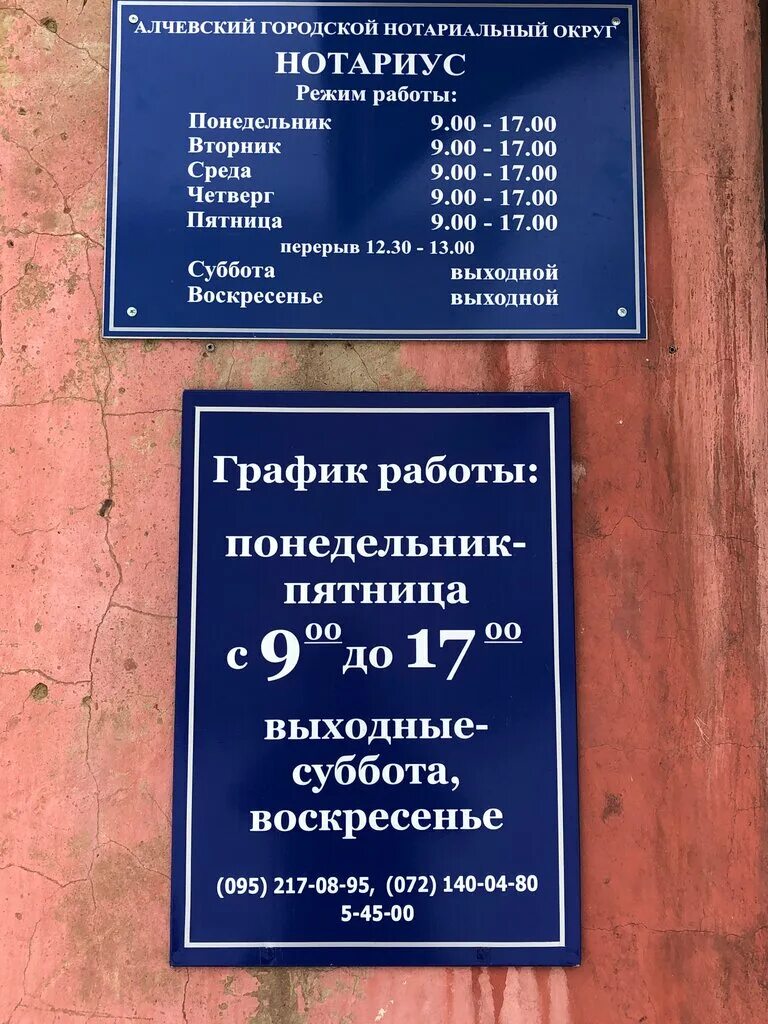 АЛЧЕВСКИЙ ГОРОДСКОЙ НОТАРИАЛЬНЫЙ ОКРУГ
НОТАРИУС
Режим работы:
Понедельник 9.00 - 17.00
Вторник 9.00 - 17.00
Среда 9.00 - 17.00
Четверг 9.00 - 17.00
Пятница 9.00 - 17.00
перерыв 12.30 - 13.00
Суббота выходной
Воскресенье выходной
График работы:
понедельник-
пятница
с 9⁰⁰ до 17⁰⁰
выходные-
суббота,
воскресенье
(095) 217-08-95, (072) 140-04-80
5-45-00